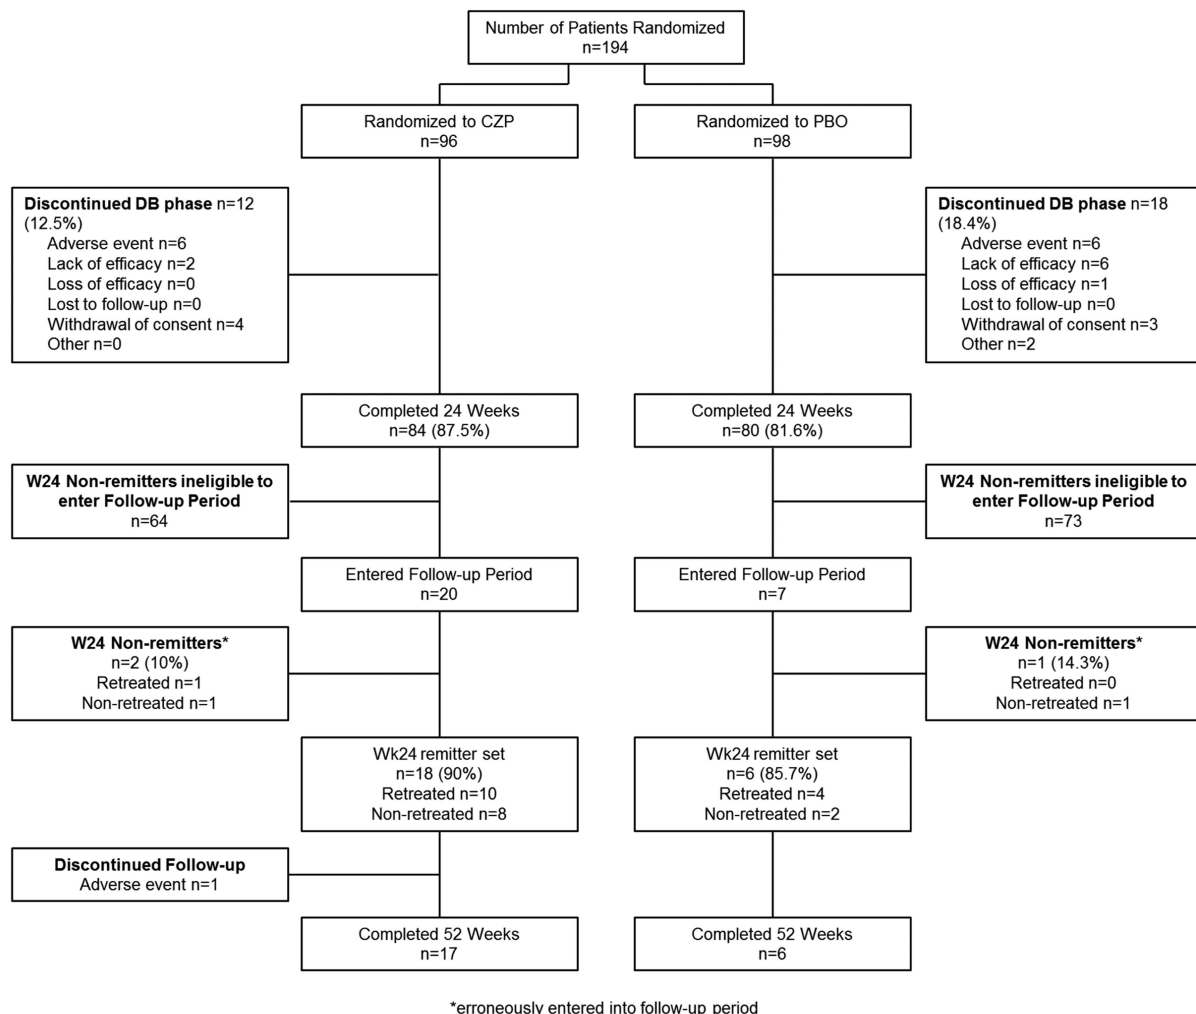 Number of Patients Randomized
n=194
Randomized to CZP
n=96
Randomized to PBO
n=98
Discontinued DB phase n=12
(12.5%)
Adverse event n=6
Lack of efficacy n=2
Loss of efficacy n=0
Lost to follow-up n=0
Withdrawal of consent n=4
Other n=0
Discontinued DB phase n=18
(18.4%)
Adverse event n=6
Lack of efficacy n=6
Loss of efficacy n=1
Lost to follow-up n=0
Withdrawal of consent n=3
Other n=2
Completed 24 Weeks
n=84 (87.5%)
Completed 24 Weeks
n=80 (81.6%)
W24 Non-remitters ineligible to
enter Follow-up Period
n=64
W24 Non-remitters ineligible to
enter Follow-up Period
n=73
Entered Follow-up Period
n=20
Entered Follow-up Period
n=7
W24 Non-remitters*
n=2 (10%)
Retreated n=1
Non-retreated n=1
W24 Non-remitters*
n=1 (14.3%)
Retreated n=0
Non-retreated n=1
Wk24 remitter set
n=18 (90%)
Retreated n=10
Non-retreated n=8
Wk24 remitter set
n=6 (85.7%)
Retreated n=4
Non-retreated n=2
Discontinued Follow-up
Adverse event n=1
Completed 52 Weeks
n=17
Completed 52 Weeks
n=6
*erroneously entered into follow-up period